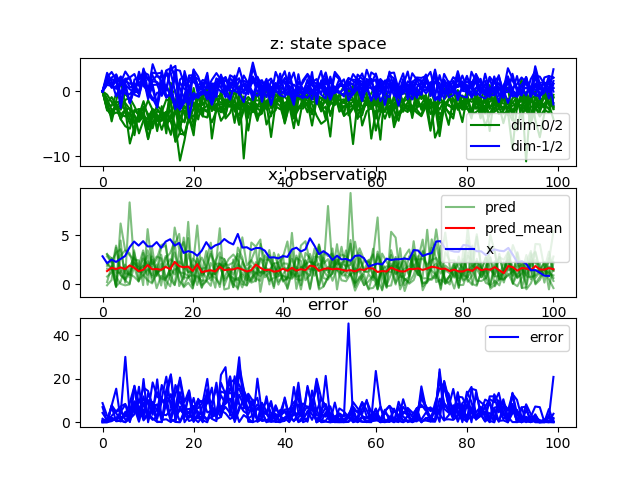 z: state space
0
−10
dim-0/2
dim-1/2
0 20 40 60 80 100
x: observation
5
0
pred
pred_mean
x
0 20 40 60 80 100
error
40
20
0
error
0 20 40 60 80 100